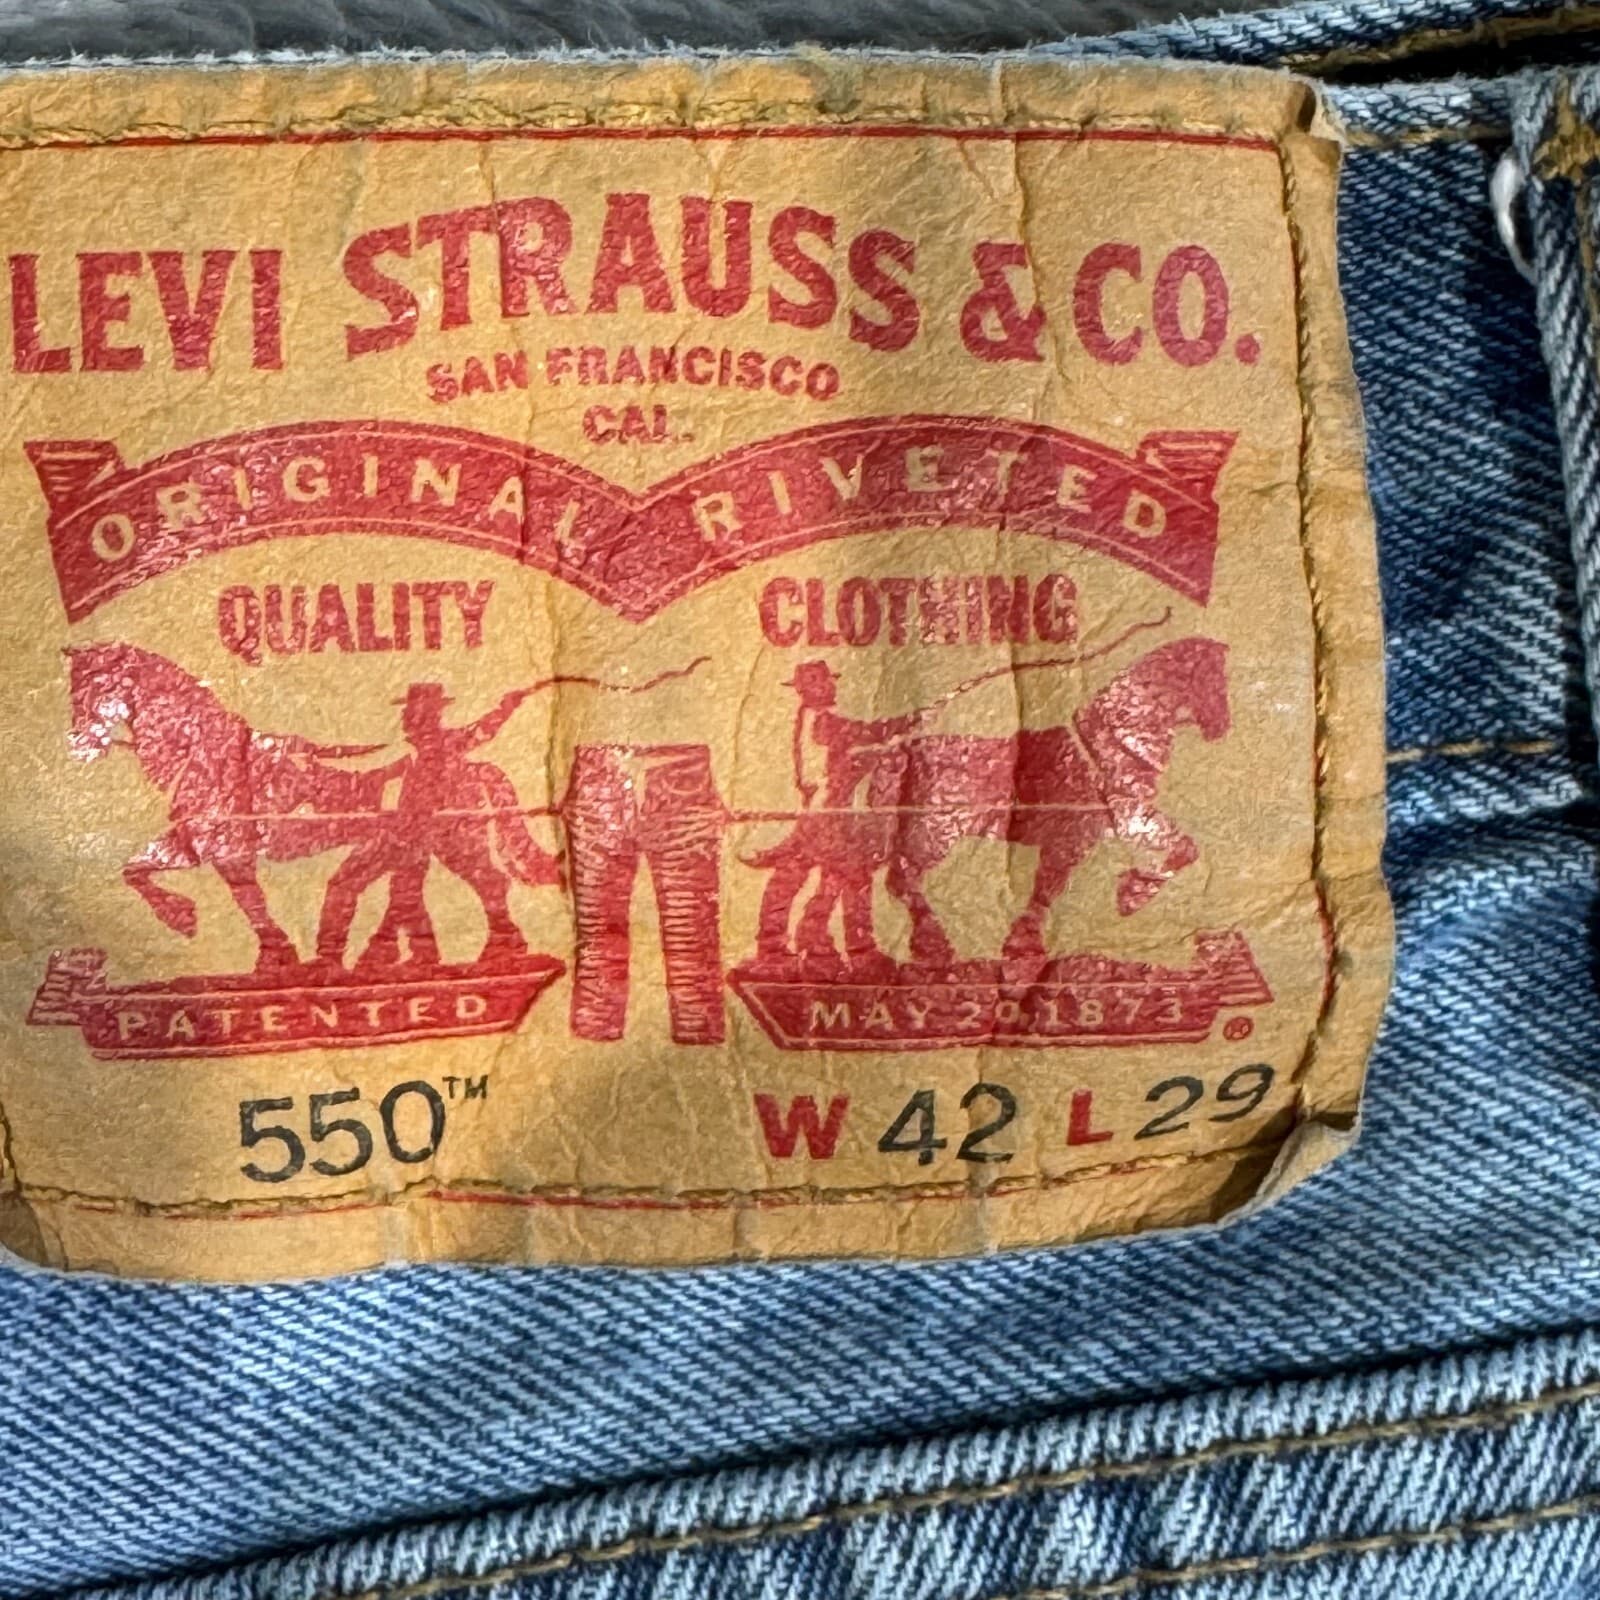 LEVI STRAUSS & CO.
SAN FRANCISCO
CAL.
ORIGINAL RIVETED
QUALITY CLOTHING
PATENTED MAY 20, 1873 ®
550™ W 42 L 29